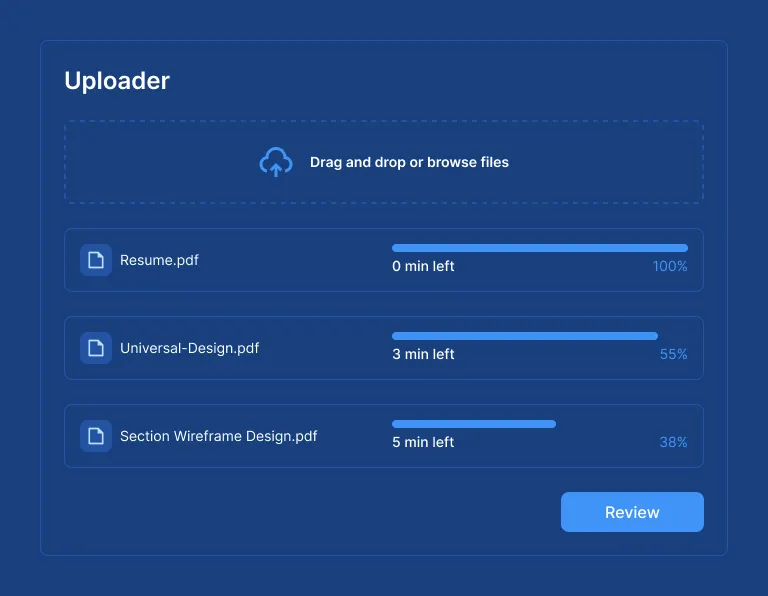 Uploader
Drag and drop or browse files
Resume.pdf
0 min left
100%
Universal-Design.pdf
3 min left
55%
Section Wireframe Design.pdf
5 min left
38%
Review